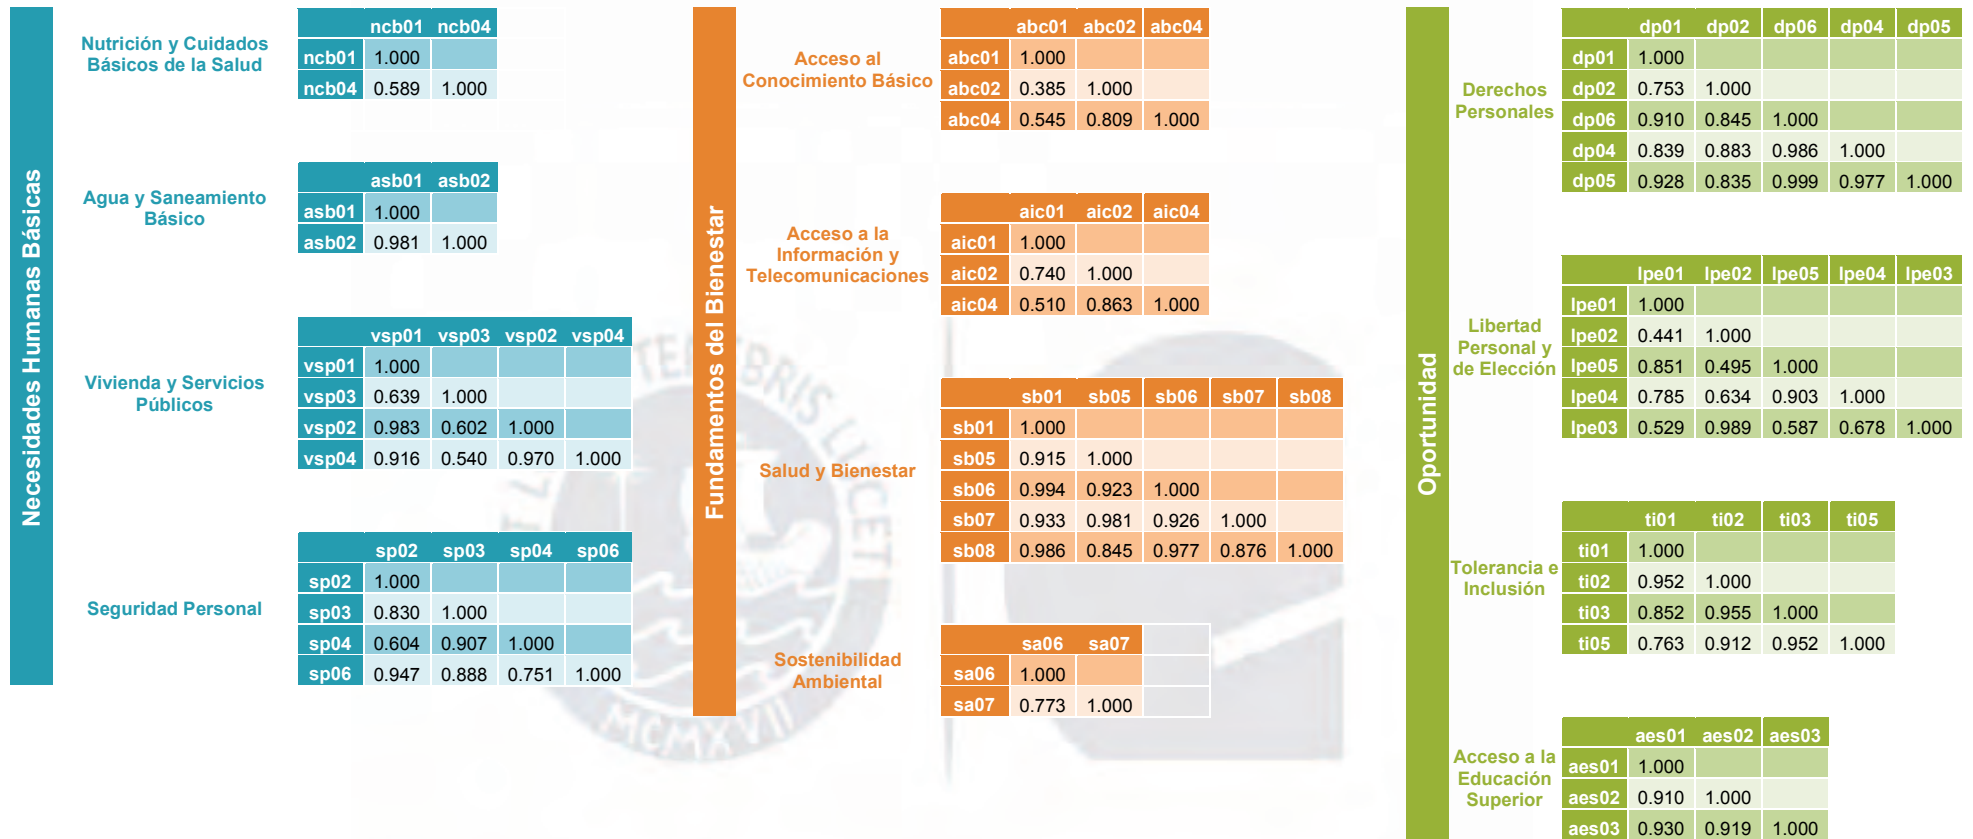 Necesidades Humanas Básicas
Nutrición y Cuidados
Básicos de la Salud
ncb01 ncb04
ncb01 1.000
ncb04 0.589 1.000
Agua y Saneamiento
Básico
asb01 asb02
asb01 1.000
asb02 0.981 1.000
Vivienda y Servicios
Públicos
vsp01 vsp03 vsp02 vsp04
vsp01 1.000
vsp03 0.639 1.000
vsp02 0.983 0.602 1.000
vsp04 0.916 0.540 0.970 1.000
Seguridad Personal
sp02 sp03 sp04 sp06
sp02 1.000
sp03 0.830 1.000
sp04 0.604 0.907 1.000
sp06 0.947 0.888 0.751 1.000
Fundamentos del Bienestar
Acceso al
Conocimiento Básico
abc01 abc02 abc04
abc01 1.000
abc02 0.385 1.000
abc04 0.545 0.809 1.000
Acceso a la
Información y
Telecomunicaciones
aic01 aic02 aic04
aic01 1.000
aic02 0.740 1.000
aic04 0.510 0.863 1.000
Salud y Bienestar
sb01 sb05 sb06 sb07 sb08
sb01 1.000
sb05 0.915 1.000
sb06 0.994 0.923 1.000
sb07 0.933 0.981 0.926 1.000
sb08 0.986 0.845 0.977 0.876 1.000
Sostenibilidad
Ambiental
sa06 sa07
sa06 1.000
sa07 0.773 1.000
Oportunidad
Derechos
Personales
dp01 dp02 dp06 dp04 dp05
dp01 1.000
dp02 0.753 1.000
dp06 0.910 0.845 1.000
dp04 0.839 0.883 0.986 1.000
dp05 0.928 0.835 0.999 0.977 1.000
Libertad
Personal y
de Elección
lpe01 lpe02 lpe05 lpe04 lpe03
lpe01 1.000
lpe02 0.441 1.000
lpe05 0.851 0.495 1.000
lpe04 0.785 0.634 0.903 1.000
lpe03 0.529 0.989 0.587 0.678 1.000
Tolerancia e
Inclusión
ti01 ti02 ti03 ti05
ti01 1.000
ti02 0.952 1.000
ti03 0.852 0.955 1.000
ti05 0.763 0.912 0.952 1.000
Acceso a la
Educación
Superior
aes01 aes02 aes03
aes01 1.000
aes02 0.910 1.000
aes03 0.930 0.919 1.000
MCMXVII